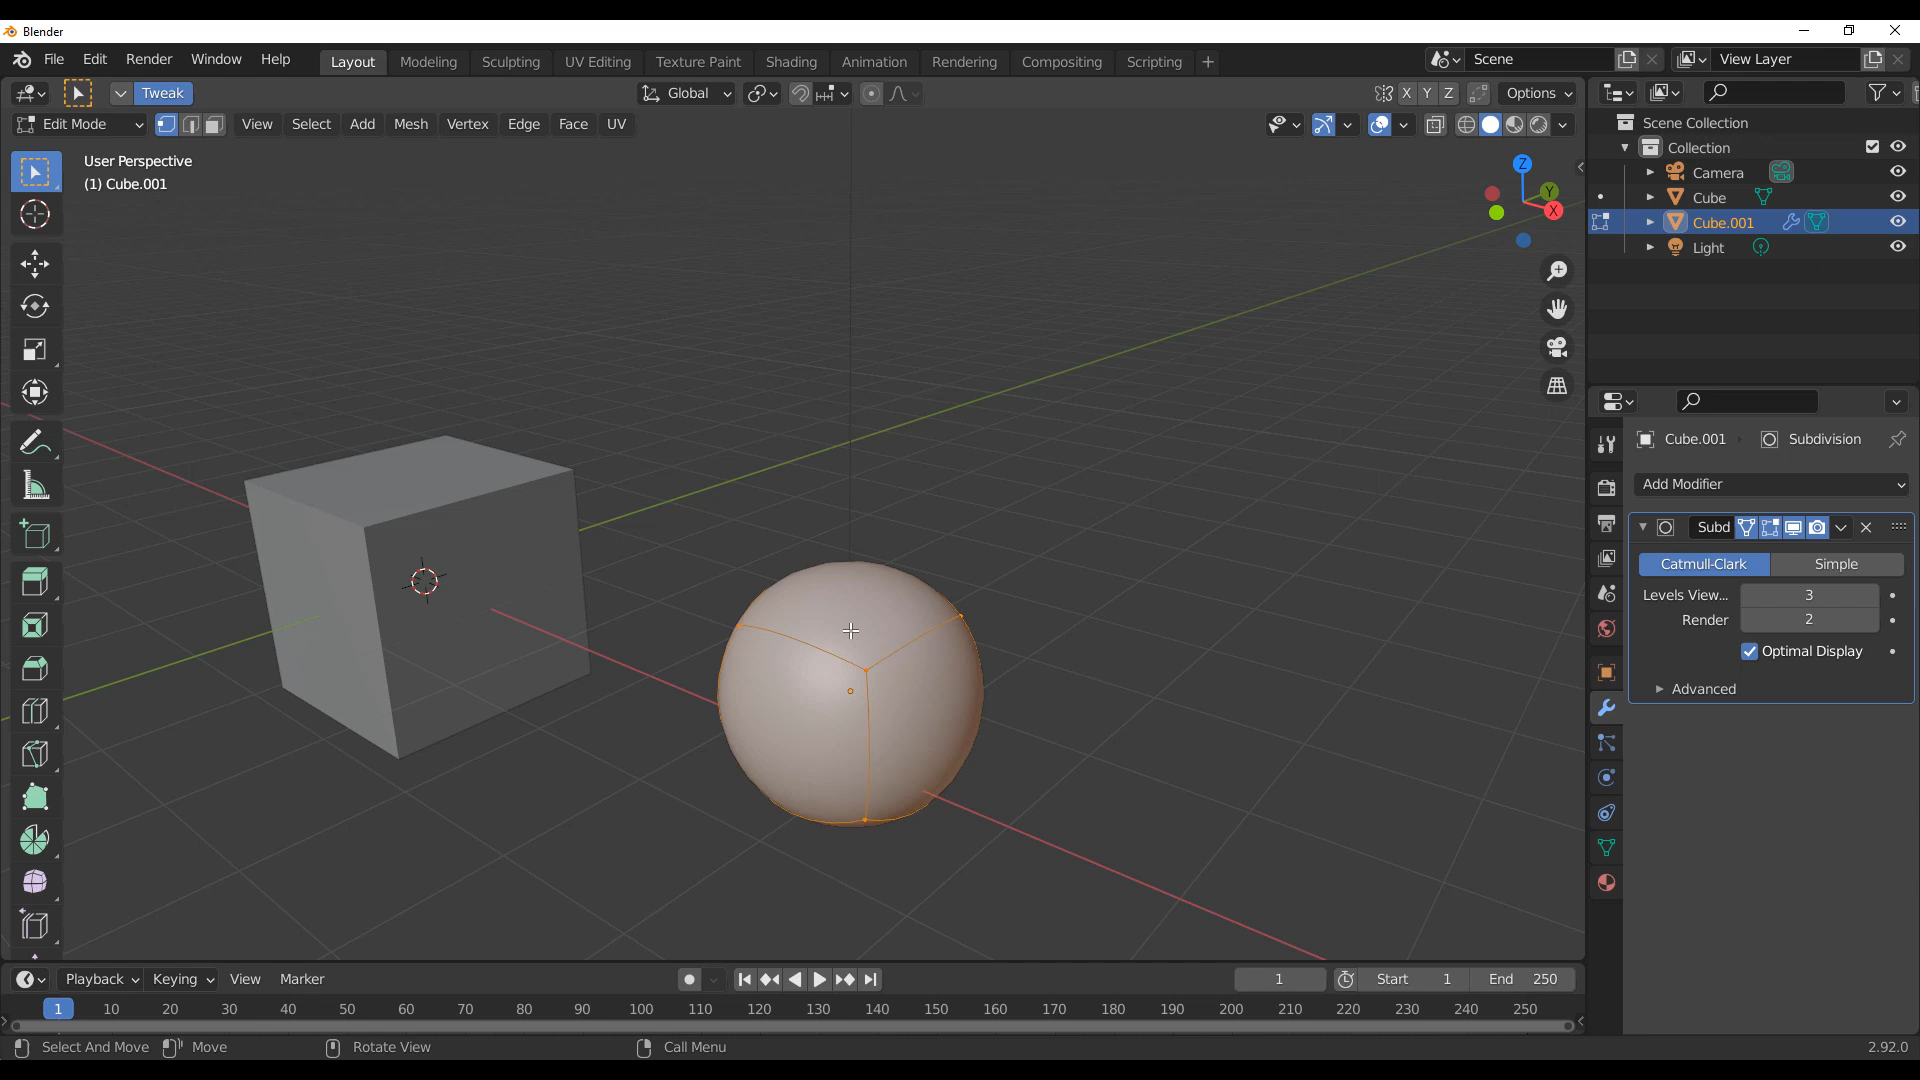 Blender
File Edit Render Window Help Layout Modeling Sculpting UV Editing Texture Paint Shading Animation Rendering Compositing Scripting + Scene View Layer
Tweak Global X Y Z Options
Edit Mode View Select Add Mesh Vertex Edge Face UV
User Perspective
(1) Cube.001
Z
Y
X
Scene Collection
Collection
Camera
Cube
Cube.001
Light
Cube.001 Subdivision
Add Modifier
Subd
Catmull-Clark Simple
Levels View... 3
Render 2
Optimal Display
Advanced
Playback Keying View Marker 1 Start 1 End 250
1 10 20 30 40 50 60 70 80 90 100 110 120 130 140 150 160 170 180 190 200 210 220 230 240 250
Select And Move Move Rotate View Call Menu 2.92.0